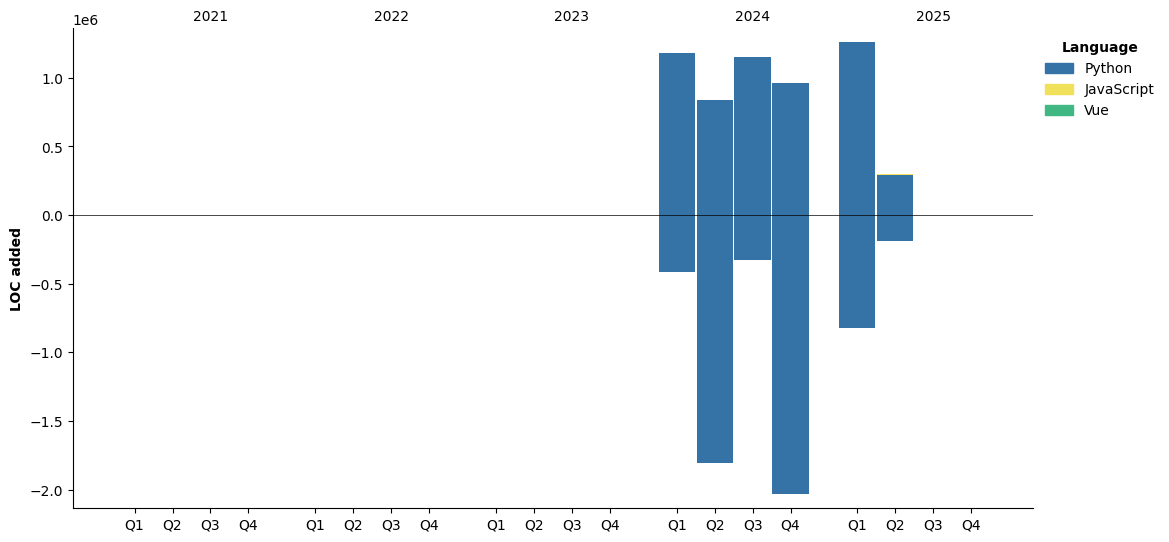 1e6
2021 2022 2023 2024 2025
Language
Python
JavaScript
Vue
1.0
0.5
0.0
−0.5
−1.0
−1.5
−2.0
LOC added
Q1 Q2 Q3 Q4 Q1 Q2 Q3 Q4 Q1 Q2 Q3 Q4 Q1 Q2 Q3 Q4 Q1 Q2 Q3 Q4